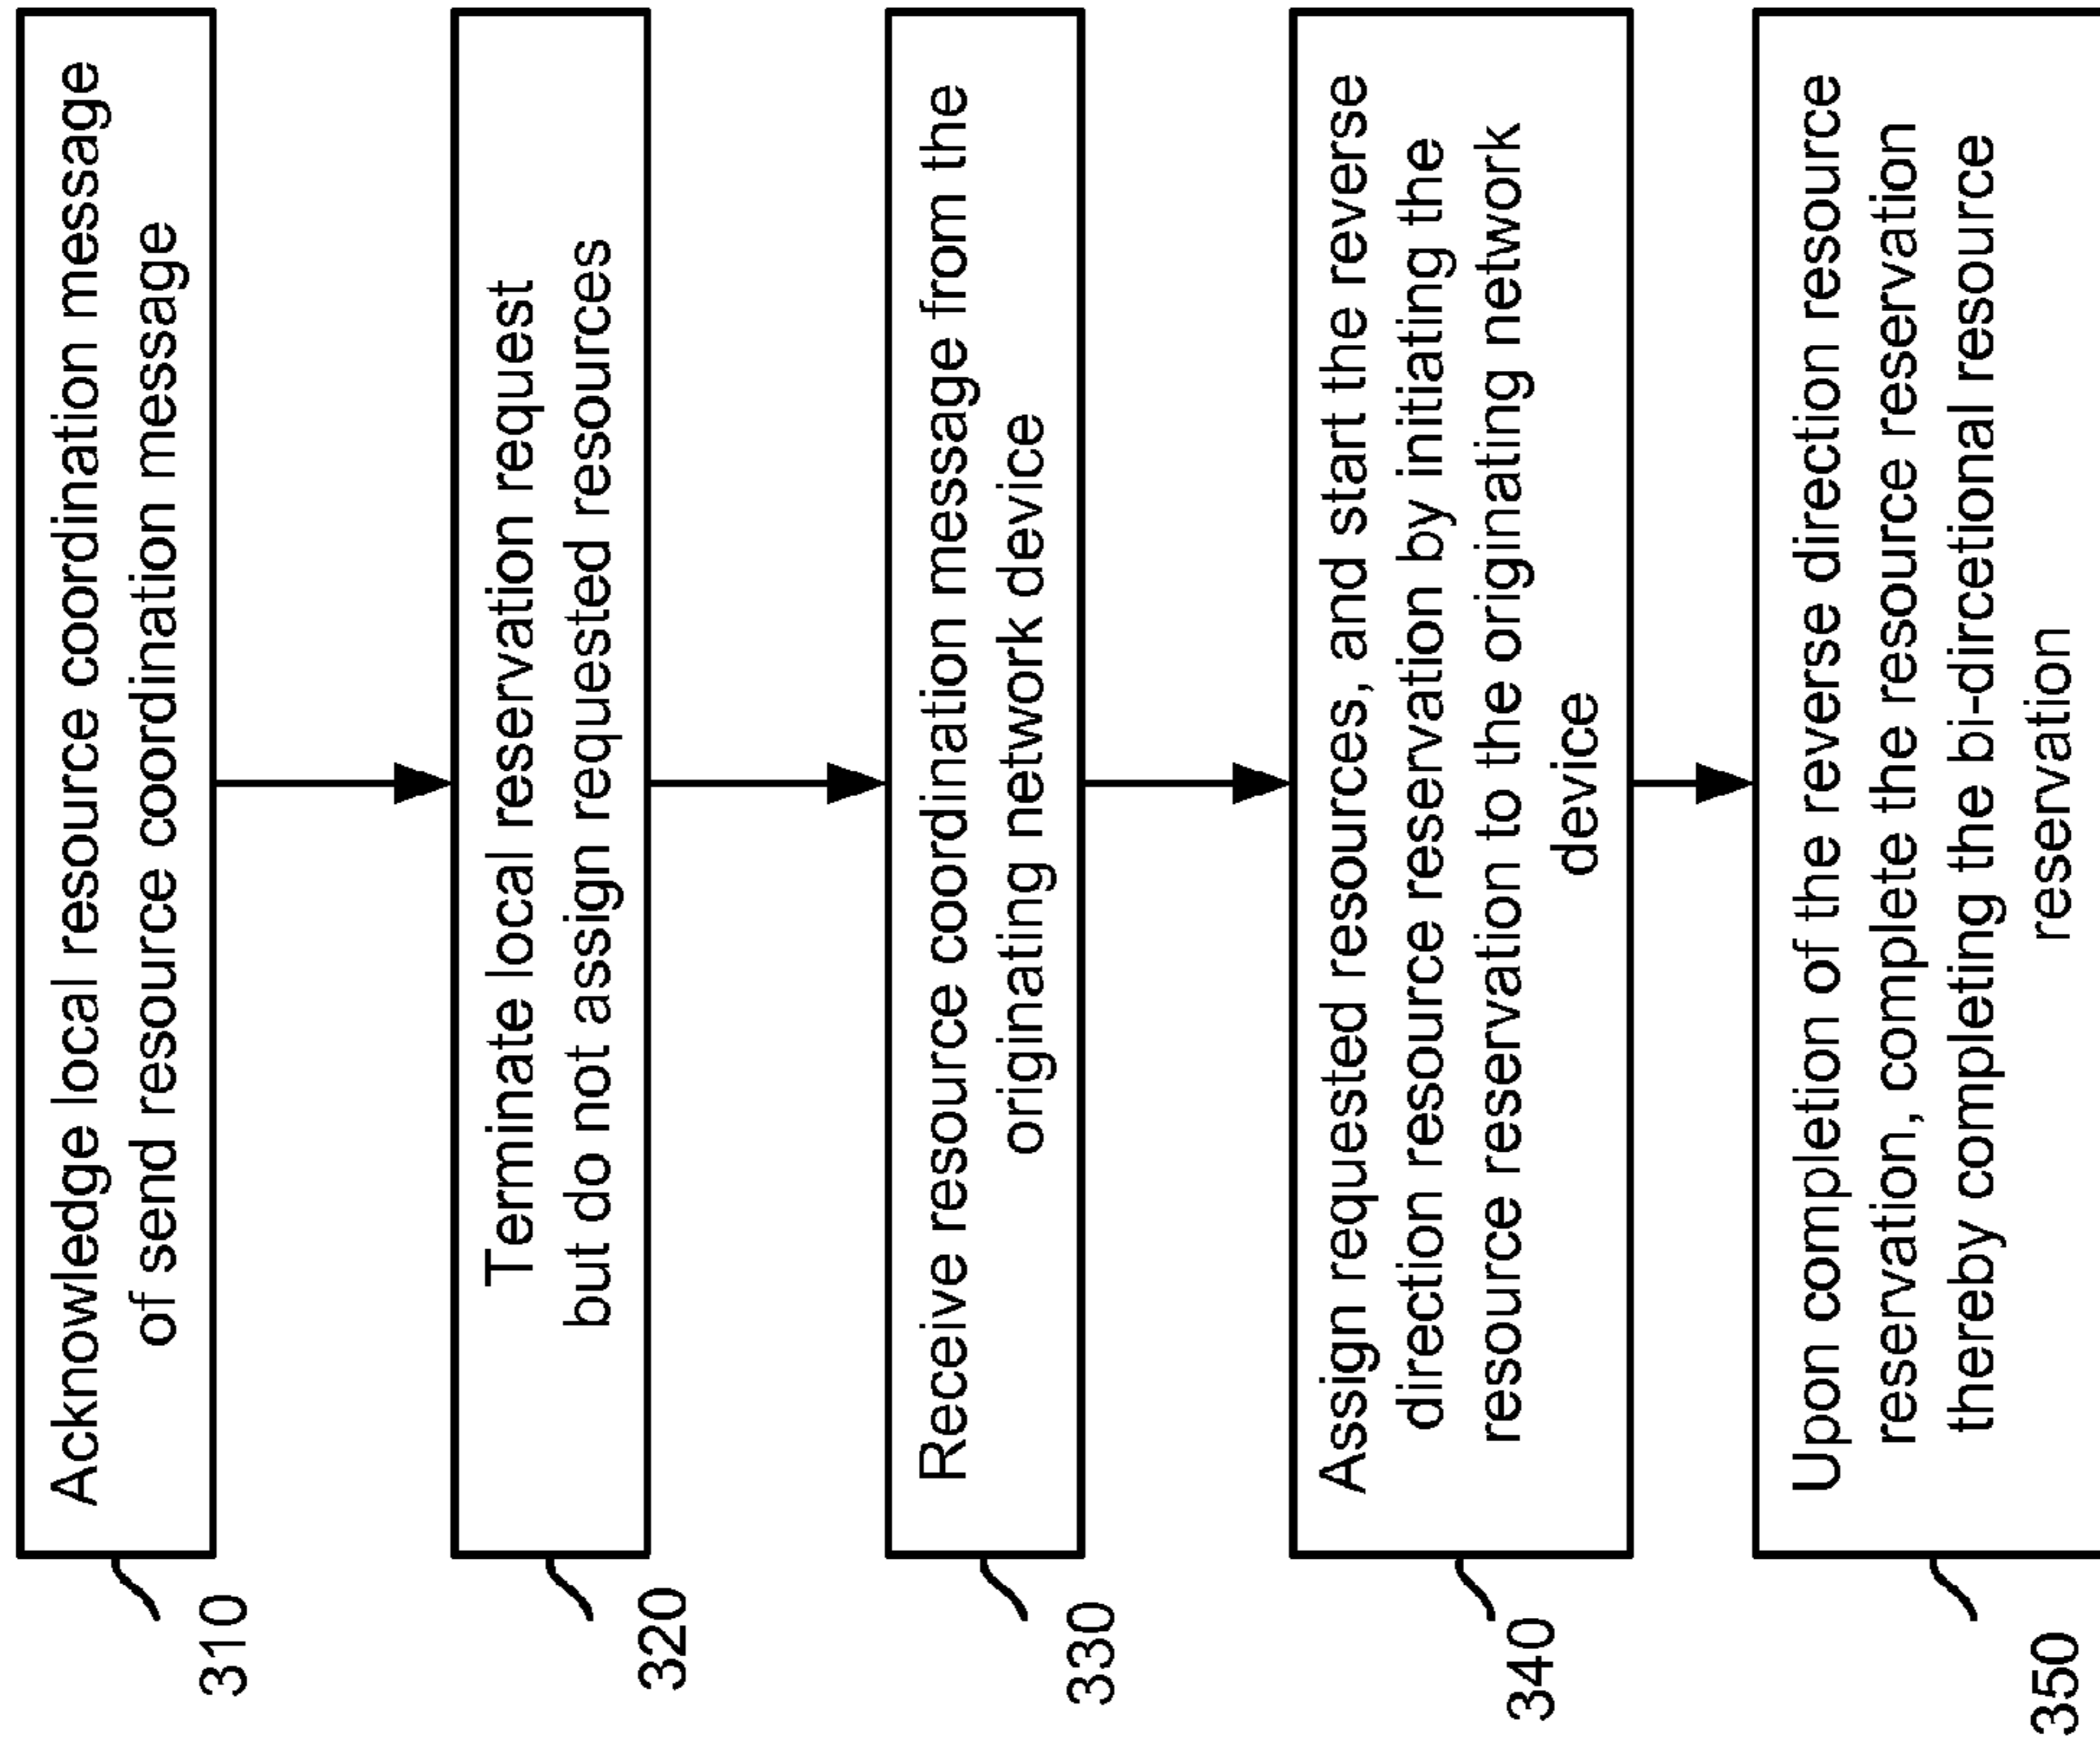 Acknowledge local resource coordination message
of send resource coordination message
310
Terminate local reservation request
but do not assign requested resources
320
Receive resource coordination message from the
originating network device
330
Assign requested resources, and start the reverse
direction resource reservation by initiating the
resource reservation to the originating network
device
340
Upon completion of the reverse direction resource
reservation, complete the resource reservation
thereby completing the bi-dircetional resource
reservation
350